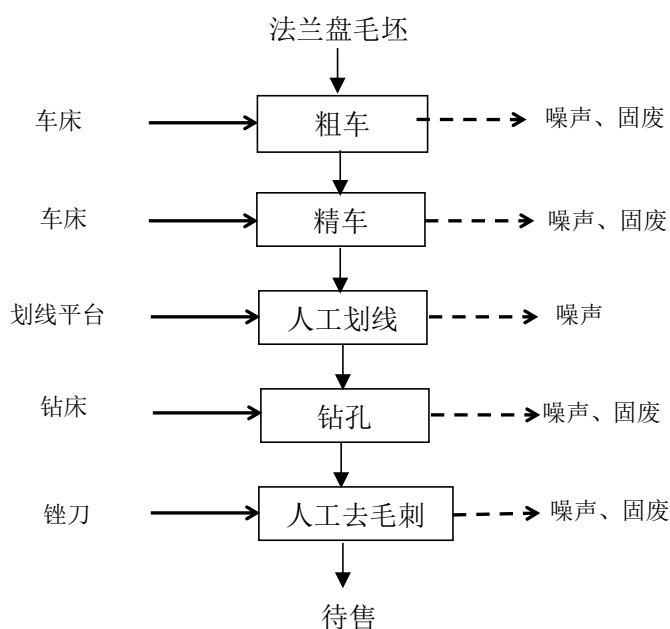 法兰盘毛坯
车床 粗车 噪声、固废
车床 精车 噪声、固废
划线平台 人工划线 噪声
钻床 钻孔 噪声、固废
锉刀 人工去毛刺 噪声、固废
待售